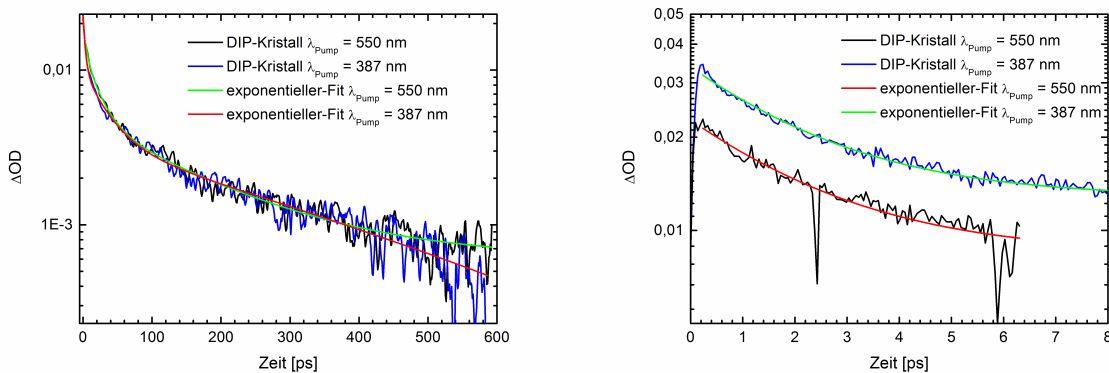 DIP-Kristall λPump = 550 nm
DIP-Kristall λPump = 387 nm
exponentieller-Fit λPump = 550 nm
exponentieller-Fit λPump = 387 nm
0,01
1E-3
ΔOD
0 100 200 300 400 500 600
Zeit [ps]
DIP-Kristall λPump = 550 nm
DIP-Kristall λPump = 387 nm
exponentieller-Fit λPump = 550 nm
exponentieller-Fit λPump = 387 nm
0,05
0,04
0,03
0,02
0,01
0,00
ΔOD
0 1 2 3 4 5 6 7 8
Zeit [ps]